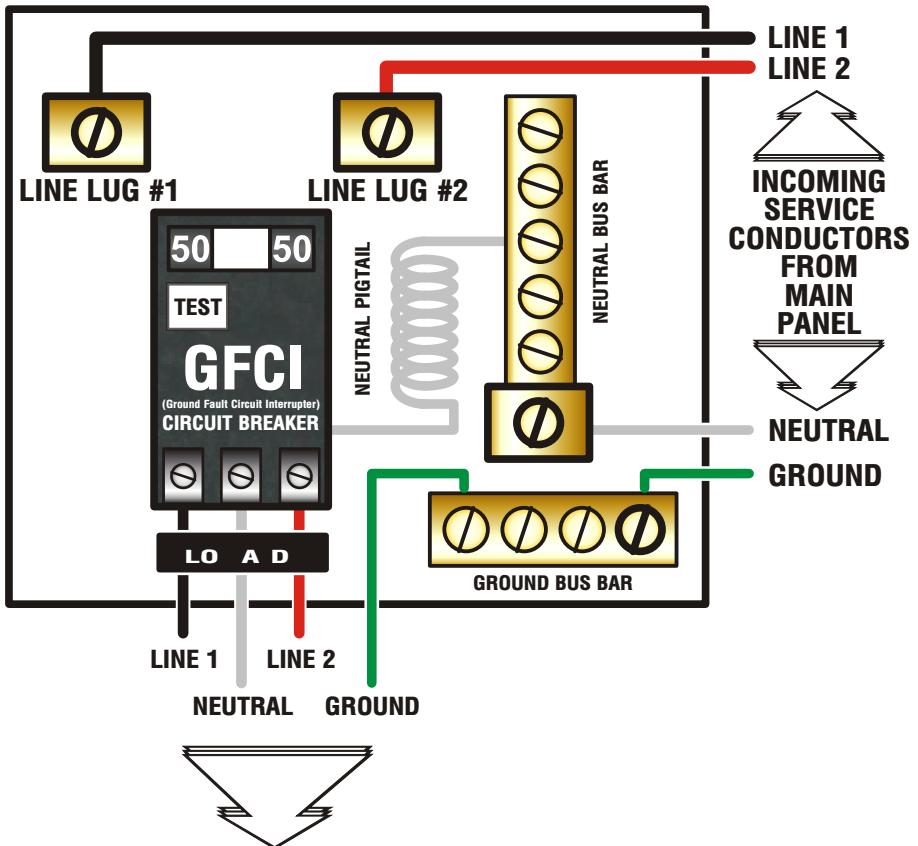 LINE 1
LINE 2
LINE LUG #1
LINE LUG #2
INCOMING
SERVICE
CONDUCTORS
FROM
MAIN
PANEL
NEUTRAL BUS BAR
NEUTRAL PIGTAIL
50
50
TEST
GFCI
(Ground Fault Circuit Interrupter)
CIRCUIT BREAKER
NEUTRAL
GROUND
LO A D
GROUND BUS BAR
LINE 1
LINE 2
NEUTRAL
GROUND